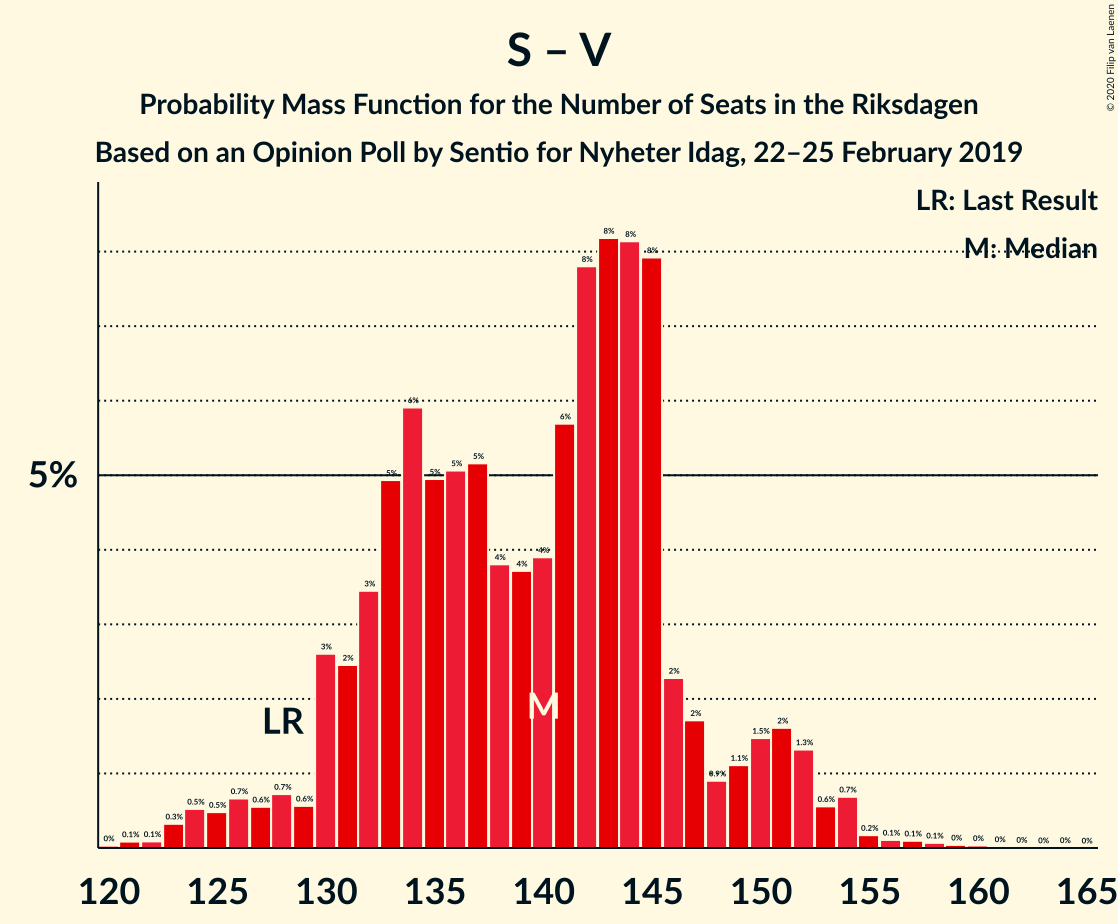 © 2020 Filip van Laenen
S – V
Probability Mass Function for the Number of Seats in the Riksdagen
Based on an Opinion Poll by Sentio for Nyheter Idag, 22–25 February 2019
LR: Last Result
M: Median
5%
LR
M
0% 0.1% 0.1% 0.3% 0.5% 0.5% 0.7% 0.6% 0.7% 0.6% 3% 2% 3% 5% 6% 5% 5% 5% 4% 4% 4% 6% 8% 8% 8% 8% 2% 2% 0.9% 1.1% 1.5% 2% 1.3% 0.6% 0.7% 0.2% 0.1% 0.1% 0.1% 0% 0% 0% 0% 0% 0% 0%
120 125 130 135 140 145 150 155 160 165